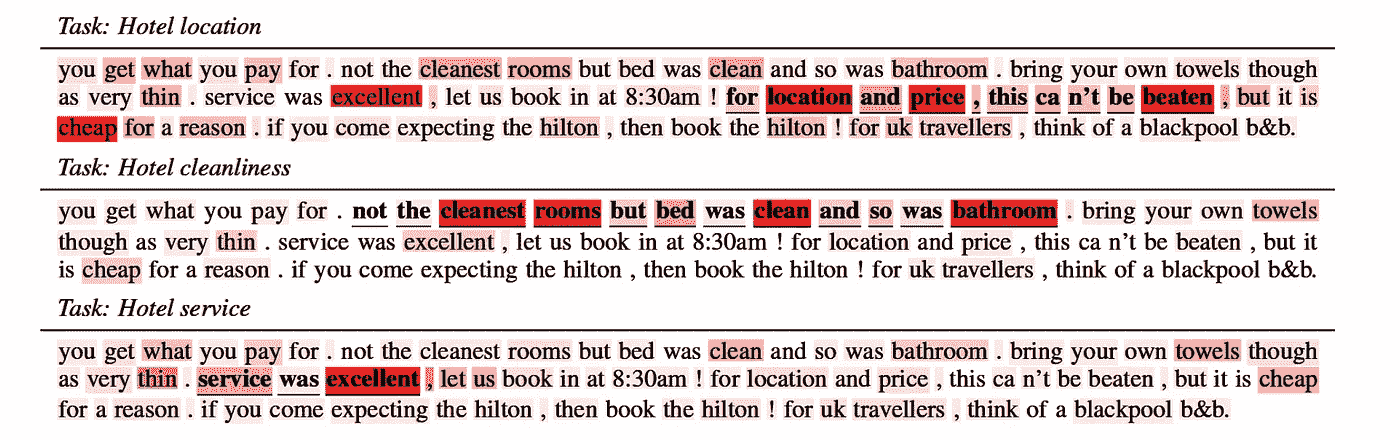 Task: Hotel location
you get what you pay for . not the cleanest rooms but bed was clean and so was bathroom . bring your own towels though
as very thin . service was excellent , let us book in at 8:30am ! for location and price , this ca n't be beaten , but it is
cheap for a reason . if you come expecting the hilton , then book the hilton ! for uk travellers , think of a blackpool b&b.
Task: Hotel cleanliness
you get what you pay for . not the cleanest rooms but bed was clean and so was bathroom . bring your own towels
though as very thin . service was excellent , let us book in at 8:30am ! for location and price , this ca n't be beaten , but it
is cheap for a reason . if you come expecting the hilton , then book the hilton ! for uk travellers , think of a blackpool b&b.
Task: Hotel service
you get what you pay for . not the cleanest rooms but bed was clean and so was bathroom . bring your own towels though
as very thin . service was excellent , let us book in at 8:30am ! for location and price , this ca n't be beaten , but it is cheap
for a reason . if you come expecting the hilton , then book the hilton ! for uk travellers , think of a blackpool b&b.